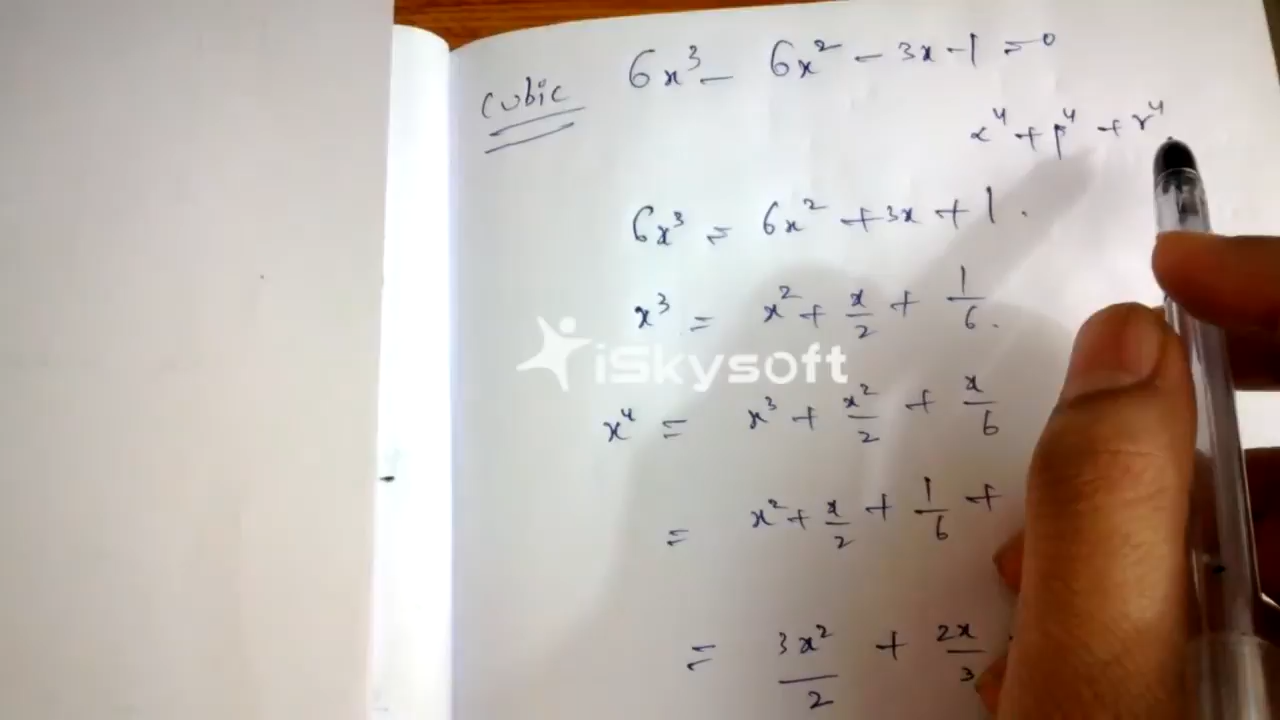 cubic 6x³ - 6x² - 3x - 1 = 0
α⁴ + β⁴ + γ⁴
6x³ = 6x² + 3x + 1.
x³ = x² + x/2 + 1/6.
iSkysoft
x⁴ = x³ + x²/2 + x/6
= x² + x/2 + 1/6 +
= 3x²/2 + 2x/3